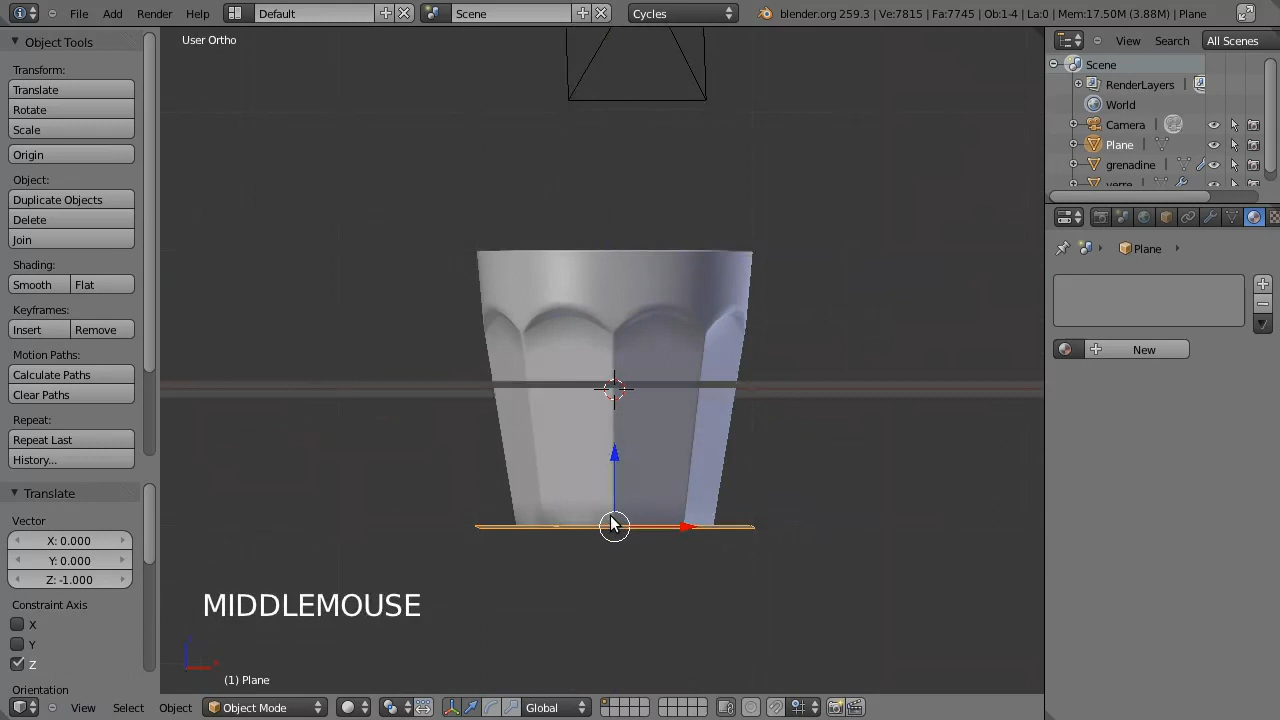 File Add Render Help Default Scene Cycles blender.org 259.3 | Ve:7815 | Fa:7745 | Ob:1-4 | La:0 | Mem:17.50M (3.88M) | Plane
Object Tools
Transform:
Translate
Rotate
Scale
Origin
Object:
Duplicate Objects
Delete
Join
Shading:
Smooth Flat
Keyframes:
Insert Remove
Motion Paths:
Calculate Paths
Clear Paths
Repeat:
Repeat Last
History...
Translate
Vector
X: 0.000
Y: 0.000
Z: -1.000
Constraint Axis
X
Y
Z
Orientation
User Ortho
MIDDLEMOUSE
(1) Plane
View Select Object Object Mode Global
View Search All Scenes
Scene
RenderLayers
World
Camera
Plane
grenadine
verre
Plane
New